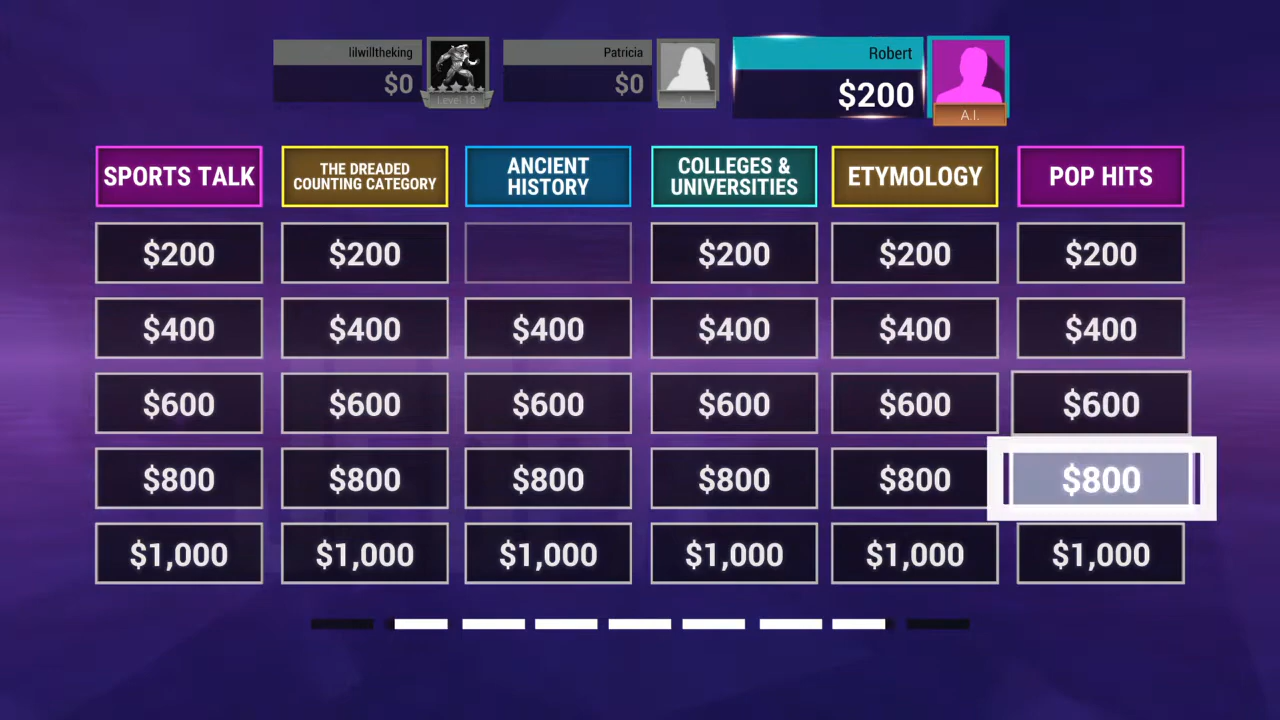 lilwilltheking
$0
Level 18
Patricia
$0
A.I.
Robert
$200
A.I.
SPORTS TALK
THE DREADED
COUNTING CATEGORY
ANCIENT
HISTORY
COLLEGES &
UNIVERSITIES
ETYMOLOGY
POP HITS
$200 $200 $200 $200 $200
$400 $400 $400 $400 $400 $400
$600 $600 $600 $600 $600 $600
$800 $800 $800 $800 $800 $800
$1,000 $1,000 $1,000 $1,000 $1,000 $1,000